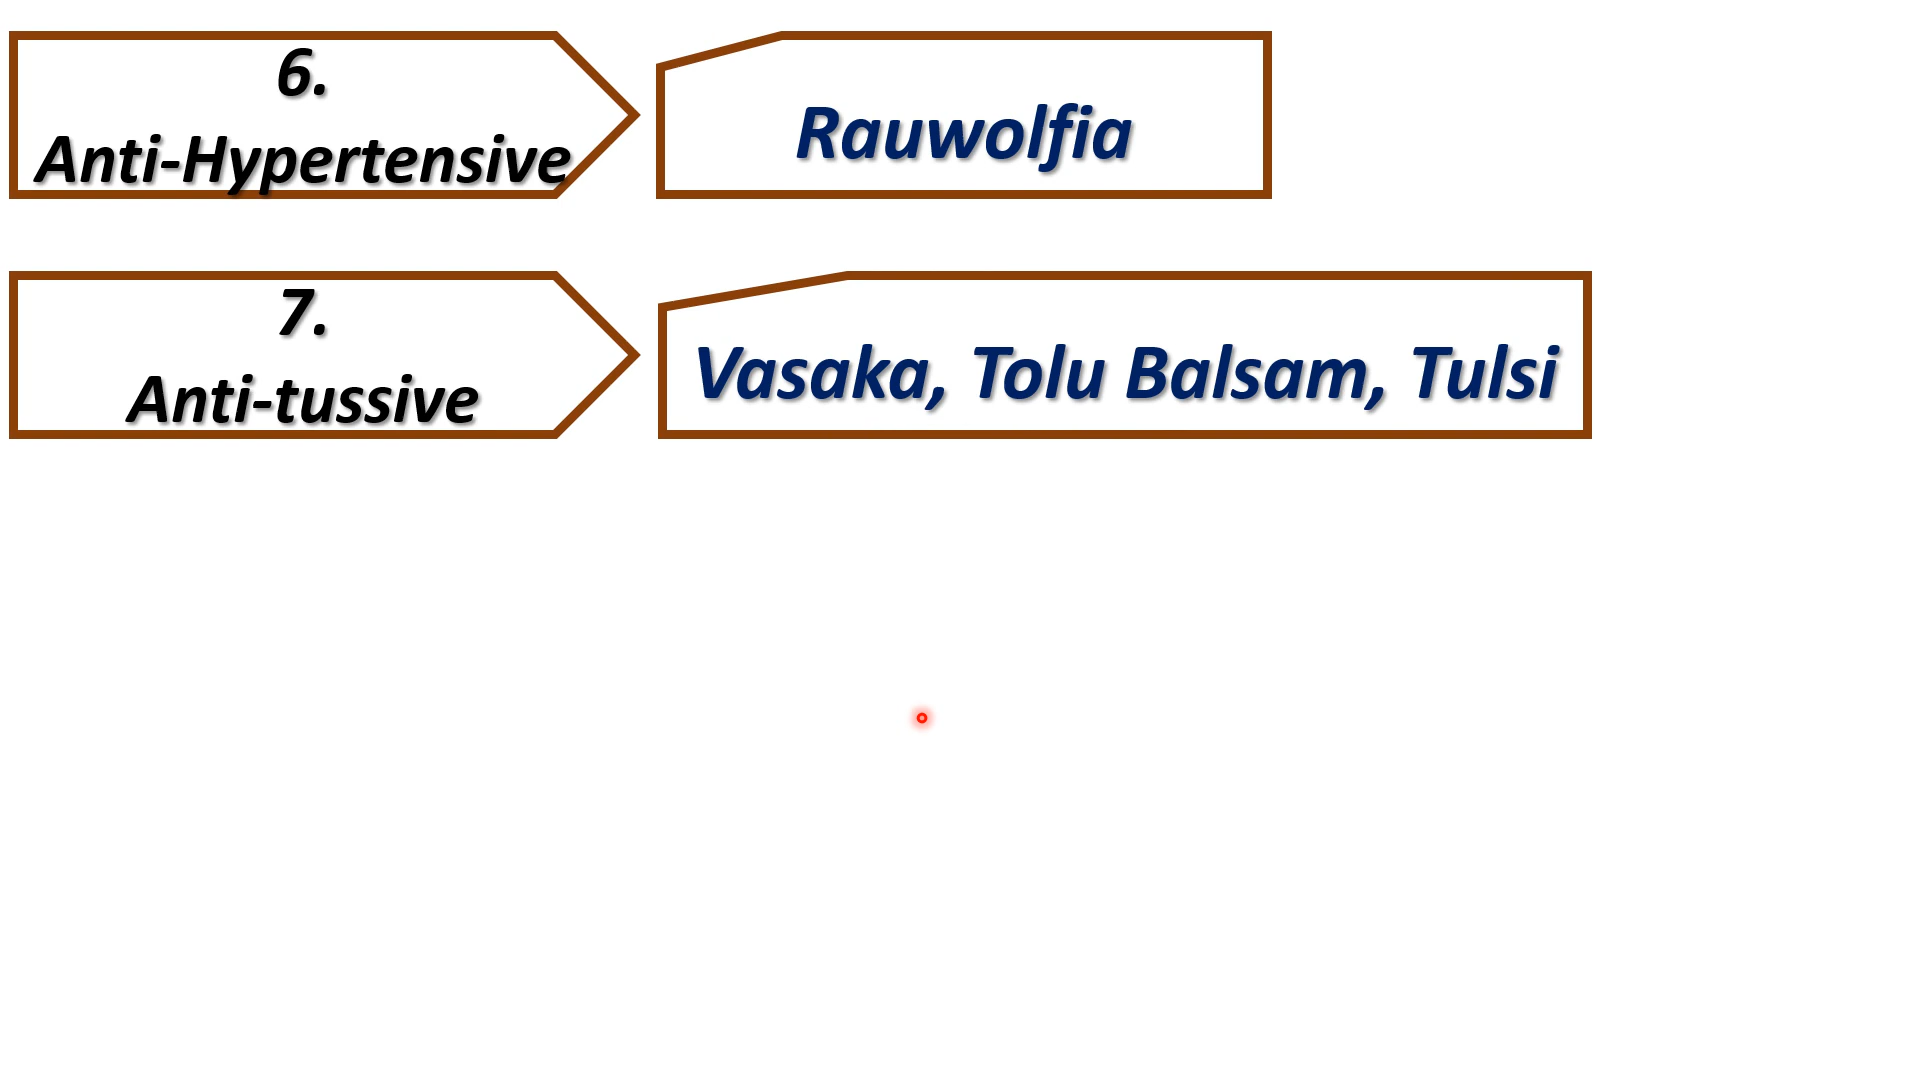 6.
Anti-Hypertensive
Rauwolfia
7.
Anti-tussive
Vasaka, Tolu Balsam, Tulsi